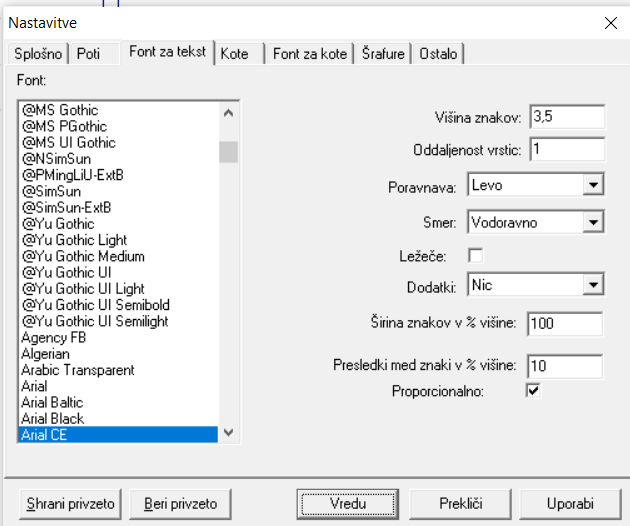 Nastavitve
Splošno Poti Font za tekst Kote Font za kote Šrafure Ostalo
Font:
@MS Gothic
@MS PGothic
@MS UI Gothic
@NSimSun
@PMingLiU-ExtB
@SimSun
@SimSun-ExtB
@Yu Gothic
@Yu Gothic Light
@Yu Gothic Medium
@Yu Gothic UI
@Yu Gothic UI Light
@Yu Gothic UI Semibold
@Yu Gothic UI Semilight
Agency FB
Algerian
Arabic Transparent
Arial
Arial Baltic
Arial Black
Arial CE
Višina znakov: 3,5
Oddaljenost vrstic: 1
Poravnava: Levo
Smer: Vodoravno
Ležeče:
Dodatki: Nic
Širina znakov v % višine: 100
Presledki med znaki v % višine: 10
Proporcionalno:
Shrani privzeto Beri privzeto Vredu Prekliči Uporabi